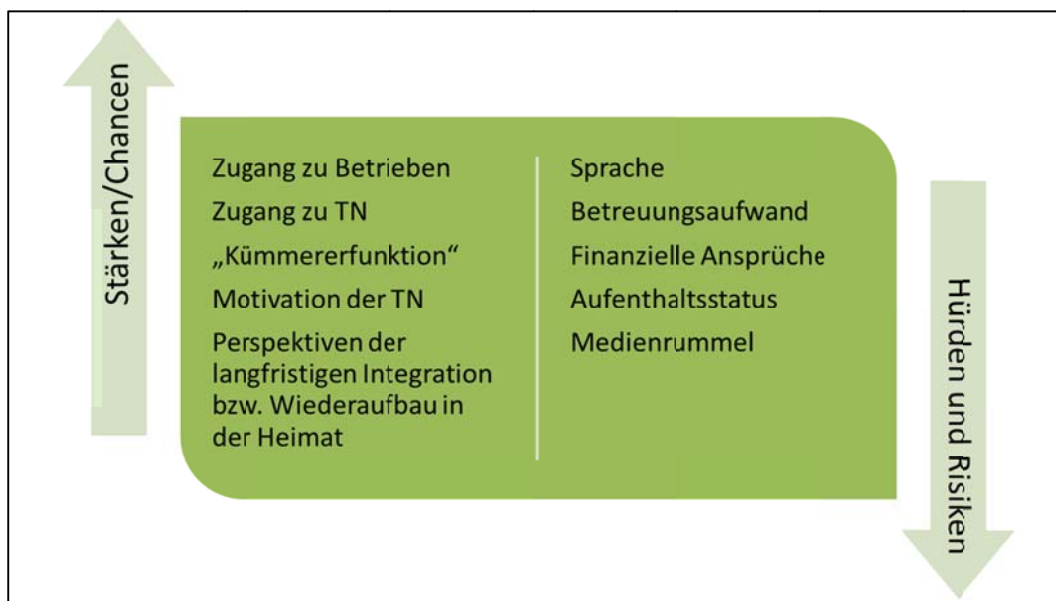 Stärken/Chancen
Zugang zu Betrieben
Zugang zu TN
„Kümmererfunktion“
Motivation der TN
Perspektiven der
langfristigen Integration
bzw. Wiederaufbau in
der Heimat
Sprache
Betreuungsaufwand
Finanzielle Ansprüche
Aufenthaltsstatus
Medienrummel
Hürden und Risiken